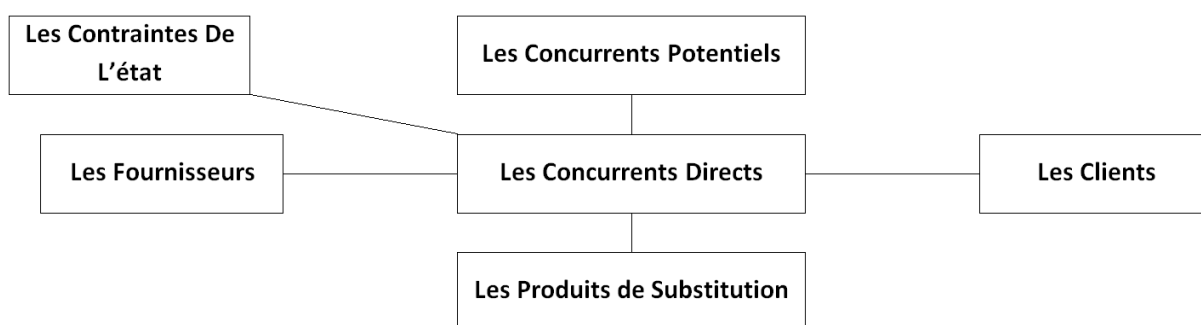 Les Contraintes De
L’état
Les Concurrents Potentiels
Les Fournisseurs
Les Concurrents Directs
Les Clients
Les Produits de Substitution